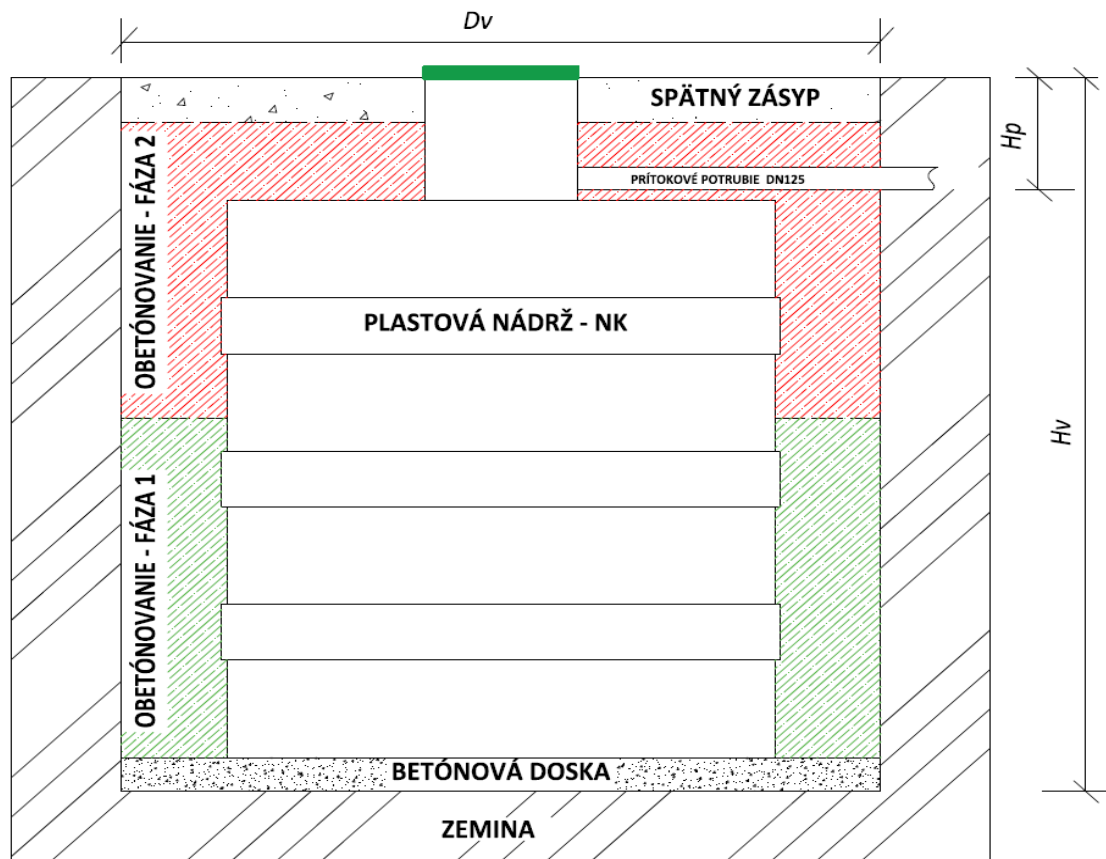 Dv
SPÄTNÝ ZÁSYP
Hp
PRÍTOKOVÉ POTRUBIE DN125
OBETÓNOVANIE - FÁZA 2
PLASTOVÁ NÁDRŽ - NK
Hv
OBETÓNOVANIE - FÁZA 1
BETÓNOVÁ DOSKA
ZEMINA